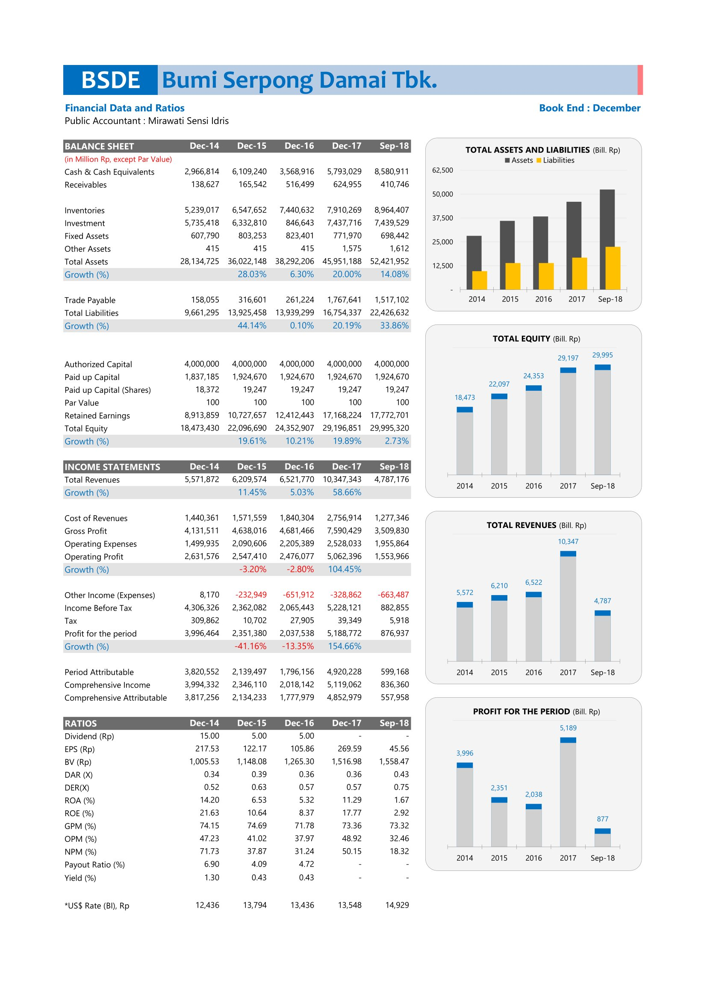 BSDE Bumi Serpong Damai Tbk.
Financial Data and Ratios Book End : December
Public Accountant : Mirawati Sensi Idris
BALANCE SHEET Dec-14 Dec-15 Dec-16 Dec-17 Sep-18
(in Million Rp, except Par Value)
Cash & Cash Equivalents 2,966,814 6,109,240 3,568,916 5,793,029 8,580,911
Receivables 138,627 165,542 516,499 624,955 410,746
Inventories 5,239,017 6,547,652 7,440,632 7,910,269 8,964,407
Investment 5,735,418 6,332,810 846,643 7,437,716 7,439,529
Fixed Assets 607,790 803,253 823,401 771,970 698,442
Other Assets 415 415 415 1,575 1,612
Total Assets 28,134,725 36,022,148 38,292,206 45,951,188 52,421,952
Growth (%) 28.03% 6.30% 20.00% 14.08%
Trade Payable 158,055 316,601 261,224 1,767,641 1,517,102
Total Liabilities 9,661,295 13,925,458 13,939,299 16,754,337 22,426,632
Growth (%) 44.14% 0.10% 20.19% 33.86%
Authorized Capital 4,000,000 4,000,000 4,000,000 4,000,000 4,000,000
Paid up Capital 1,837,185 1,924,670 1,924,670 1,924,670 1,924,670
Paid up Capital (Shares) 18,372 19,247 19,247 19,247 19,247
Par Value 100 100 100 100 100
Retained Earnings 8,913,859 10,727,657 12,412,443 17,168,224 17,772,701
Total Equity 18,473,430 22,096,690 24,352,907 29,196,851 29,995,320
Growth (%) 19.61% 10.21% 19.89% 2.73%
INCOME STATEMENTS Dec-14 Dec-15 Dec-16 Dec-17 Sep-18
Total Revenues 5,571,872 6,209,574 6,521,770 10,347,343 4,787,176
Growth (%) 11.45% 5.03% 58.66%
Cost of Revenues 1,440,361 1,571,559 1,840,304 2,756,914 1,277,346
Gross Profit 4,131,511 4,638,016 4,681,466 7,590,429 3,509,830
Operating Expenses 1,499,935 2,090,606 2,205,389 2,528,033 1,955,864
Operating Profit 2,631,576 2,547,410 2,476,077 5,062,396 1,553,966
Growth (%) -3.20% -2.80% 104.45%
Other Income (Expenses) 8,170 -232,949 -651,912 -328,862 -663,487
Income Before Tax 4,306,326 2,362,082 2,065,443 5,228,121 882,855
Tax 309,862 10,702 27,905 39,349 5,918
Profit for the period 3,996,464 2,351,380 2,037,538 5,188,772 876,937
Growth (%) -41.16% -13.35% 154.66%
Period Attributable 3,820,552 2,139,497 1,796,156 4,920,228 599,168
Comprehensive Income 3,994,332 2,346,110 2,018,142 5,119,062 836,360
Comprehensive Attributable 3,817,256 2,134,233 1,777,979 4,852,979 557,958
RATIOS Dec-14 Dec-15 Dec-16 Dec-17 Sep-18
Dividend (Rp) 15.00 5.00 5.00 - -
EPS (Rp) 217.53 122.17 105.86 269.59 45.56
BV (Rp) 1,005.53 1,148.08 1,265.30 1,516.98 1,558.47
DAR (X) 0.34 0.39 0.36 0.36 0.43
DER(X) 0.52 0.63 0.57 0.57 0.75
ROA (%) 14.20 6.53 5.32 11.29 1.67
ROE (%) 21.63 10.64 8.37 17.77 2.92
GPM (%) 74.15 74.69 71.78 73.36 73.32
OPM (%) 47.23 41.02 37.97 48.92 32.46
NPM (%) 71.73 37.87 31.24 50.15 18.32
Payout Ratio (%) 6.90 4.09 4.72 - -
Yield (%) 1.30 0.43 0.43 - -
*US$ Rate (BI), Rp 12,436 13,794 13,436 13,548 14,929
TOTAL ASSETS AND LIABILITIES (Bill. Rp)
Assets Liabilities
62,500
50,000
37,500
25,000
12,500
-
2014 2015 2016 2017 Sep-18
TOTAL EQUITY (Bill. Rp)
18,473 22,097 24,353 29,197 29,995
2014 2015 2016 2017 Sep-18
TOTAL REVENUES (Bill. Rp)
5,572 6,210 6,522 10,347 4,787
2014 2015 2016 2017 Sep-18
PROFIT FOR THE PERIOD (Bill. Rp)
3,996 2,351 2,038 5,189 877
2014 2015 2016 2017 Sep-18